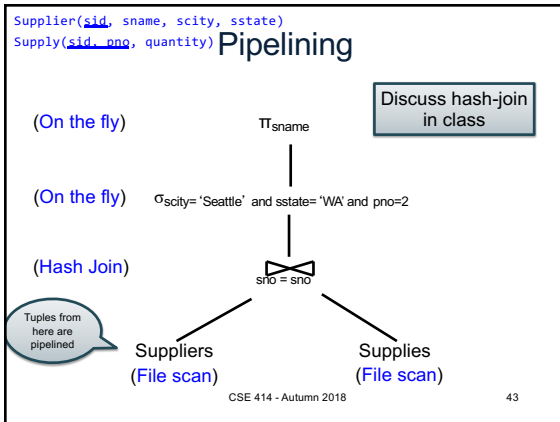 Supplier(sid, sname, scity, sstate)
Supply(sid, pno, quantity)
Pipelining
Discuss hash-join
in class
(On the fly)
πsname
(On the fly)
σscity= ‘Seattle’ and sstate= ‘WA’ and pno=2
(Hash Join)
sno = sno
Tuples from
here are
pipelined
Suppliers
(File scan)
Supplies
(File scan)
CSE 414 - Autumn 2018
43